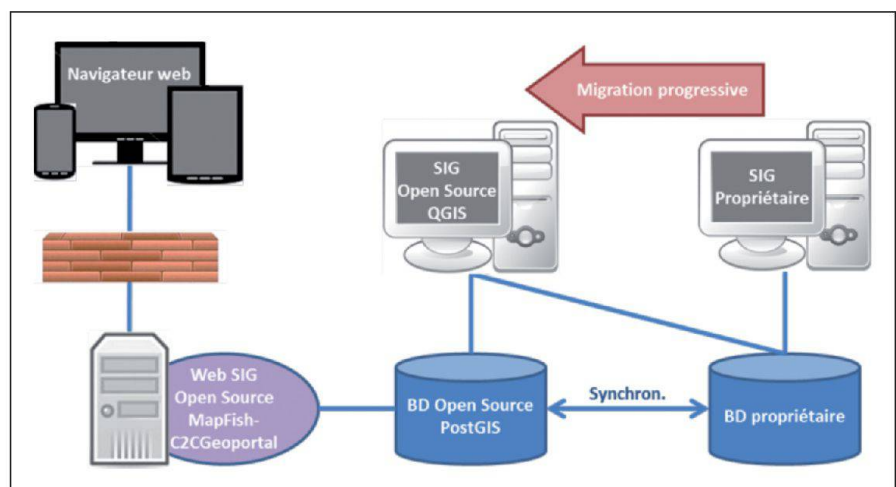 Navigateur web
Migration progressive
SIG
Open Source
QGIS
SIG
Propriétaire
Web SIG
Open Source
MapFish-
C2CGeoportal
BD Open Source
PostGIS
Synchron.
BD propriétaire